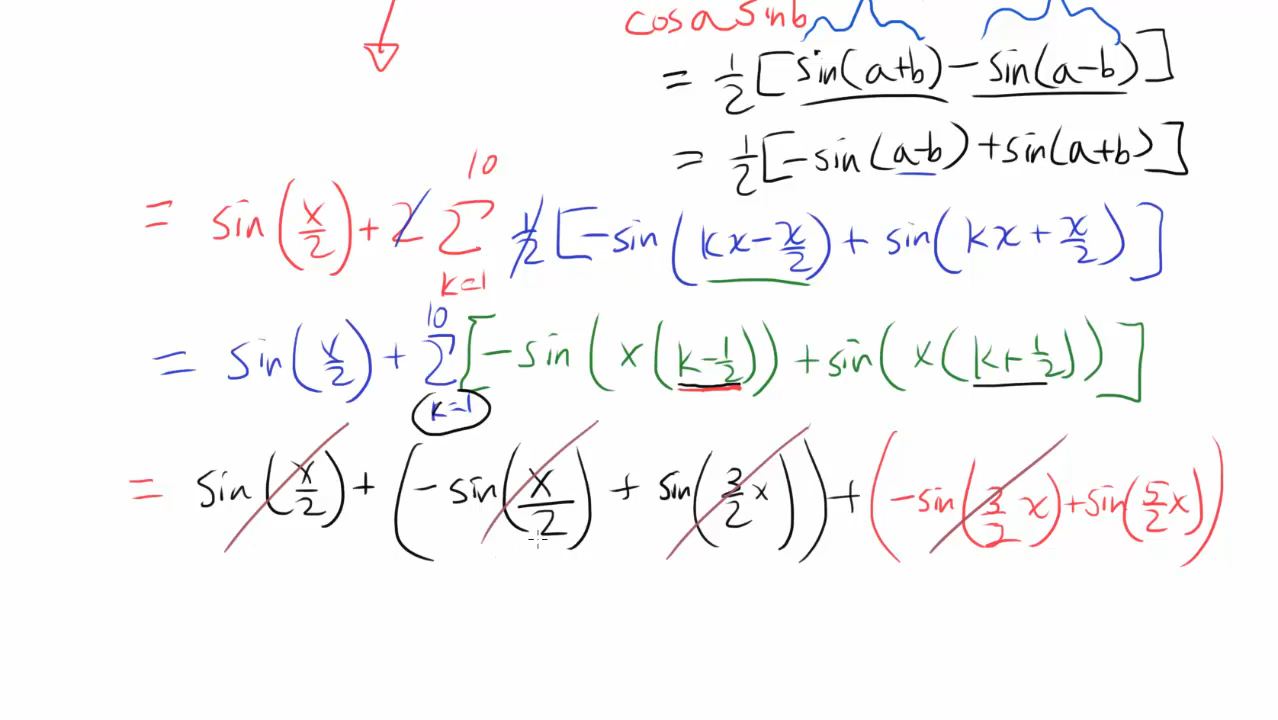 cos a sin b
= 1/2 [sin(a+b) - sin(a-b)]
= 1/2 [-sin(a-b) + sin(a+b)]
= sin(x/2) + 2 10∑k=1 1/2 [-sin(kx - x/2) + sin(kx + x/2)]
= sin(x/2) + 10∑k=1 [-sin(x(k - 1/2)) + sin(x(k + 1/2))]
= sin(x/2) + (-sin(x/2) + sin(3/2 x)) + (-sin(3/2 x) + sin(5/2 x))